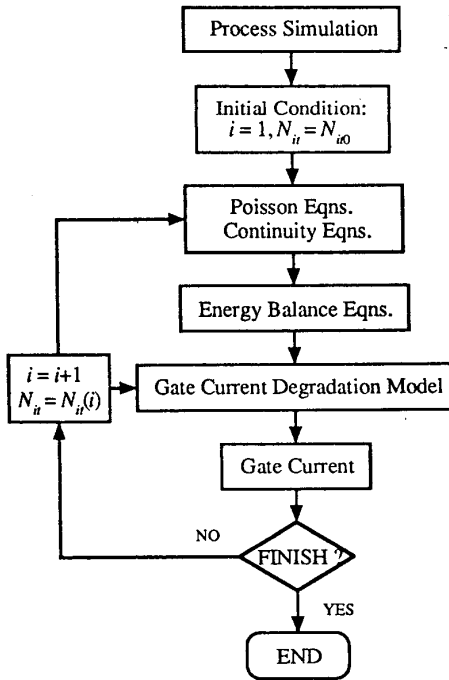 Process Simulation
Initial Condition:
i = 1, N_it = N_it0
Poisson Eqns.
Continuity Eqns.
Energy Balance Eqns.
i = i+1
N_it = N_it(i)
Gate Current Degradation Model
Gate Current
NO
FINISH ?
YES
END